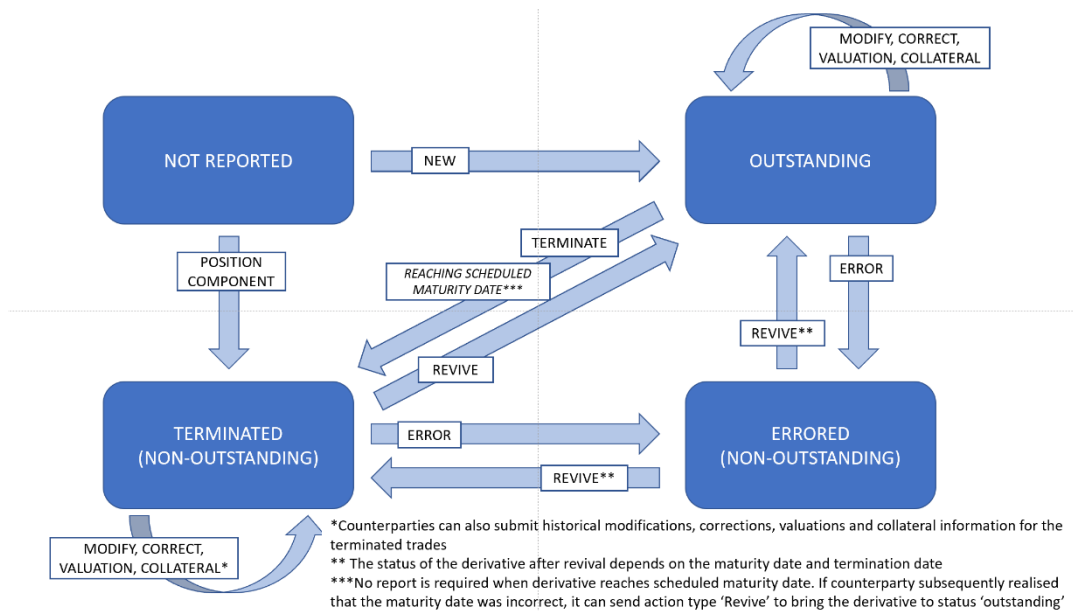 MODIFY, CORRECT,
VALUATION, COLLATERAL
NOT REPORTED
NEW
OUTSTANDING
POSITION
COMPONENT
TERMINATE
REACHING SCHEDULED
MATURITY DATE***
ERROR
REVIVE**
REVIVE
TERMINATED
(NON-OUTSTANDING)
ERROR
REVIVE**
ERRORED
(NON-OUTSTANDING)
MODIFY, CORRECT,
VALUATION, COLLATERAL*
*Counterparties can also submit historical modifications, corrections, valuations and collateral information for the
terminated trades
** The status of the derivative after revival depends on the maturity date and termination date
***No report is required when derivative reaches scheduled maturity date. If counterparty subsequently realised
that the maturity date was incorrect, it can send action type ‘Revive’ to bring the derivative to status ‘outstanding’